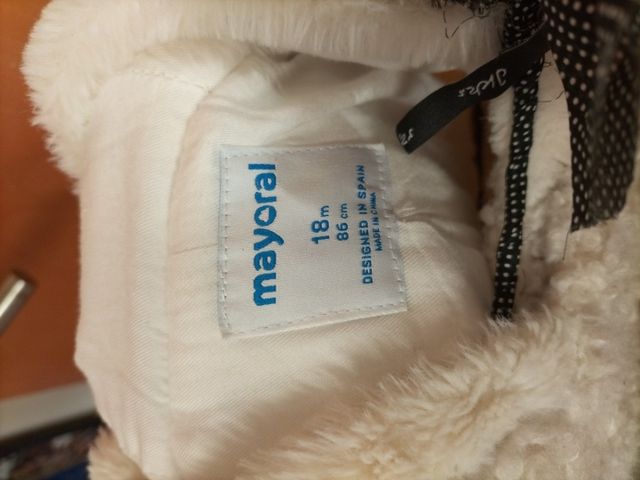 mayoral
18m
86 cm
DESIGNED IN SPAIN
MADE IN CHINA